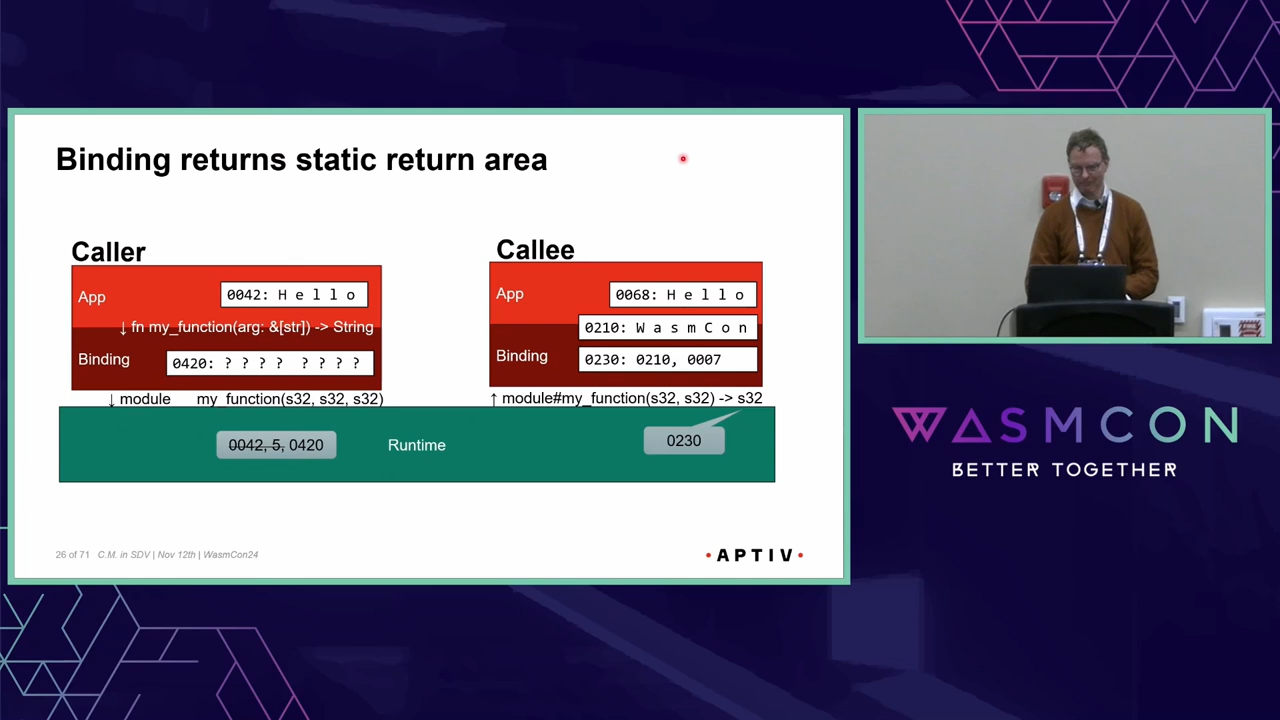 Binding returns static return area
Caller
App
0042: H e l l o
↓ fn my_function(arg: &[str]) -> String
Binding
0420: ? ? ? ?  ? ? ? ?
↓ module my_function(s32, s32, s32)
0042, 5, 0420
Runtime
Callee
App
0068: H e l l o
0210: W a s m C o n
Binding
0230: 0210, 0007
↑ module#my_function(s32, s32) -> s32
0230
26 of 71 C.M. in SDV | Nov 12th | WasmCon24
• A P T I V •
WASMCON
BETTER TOGETHER